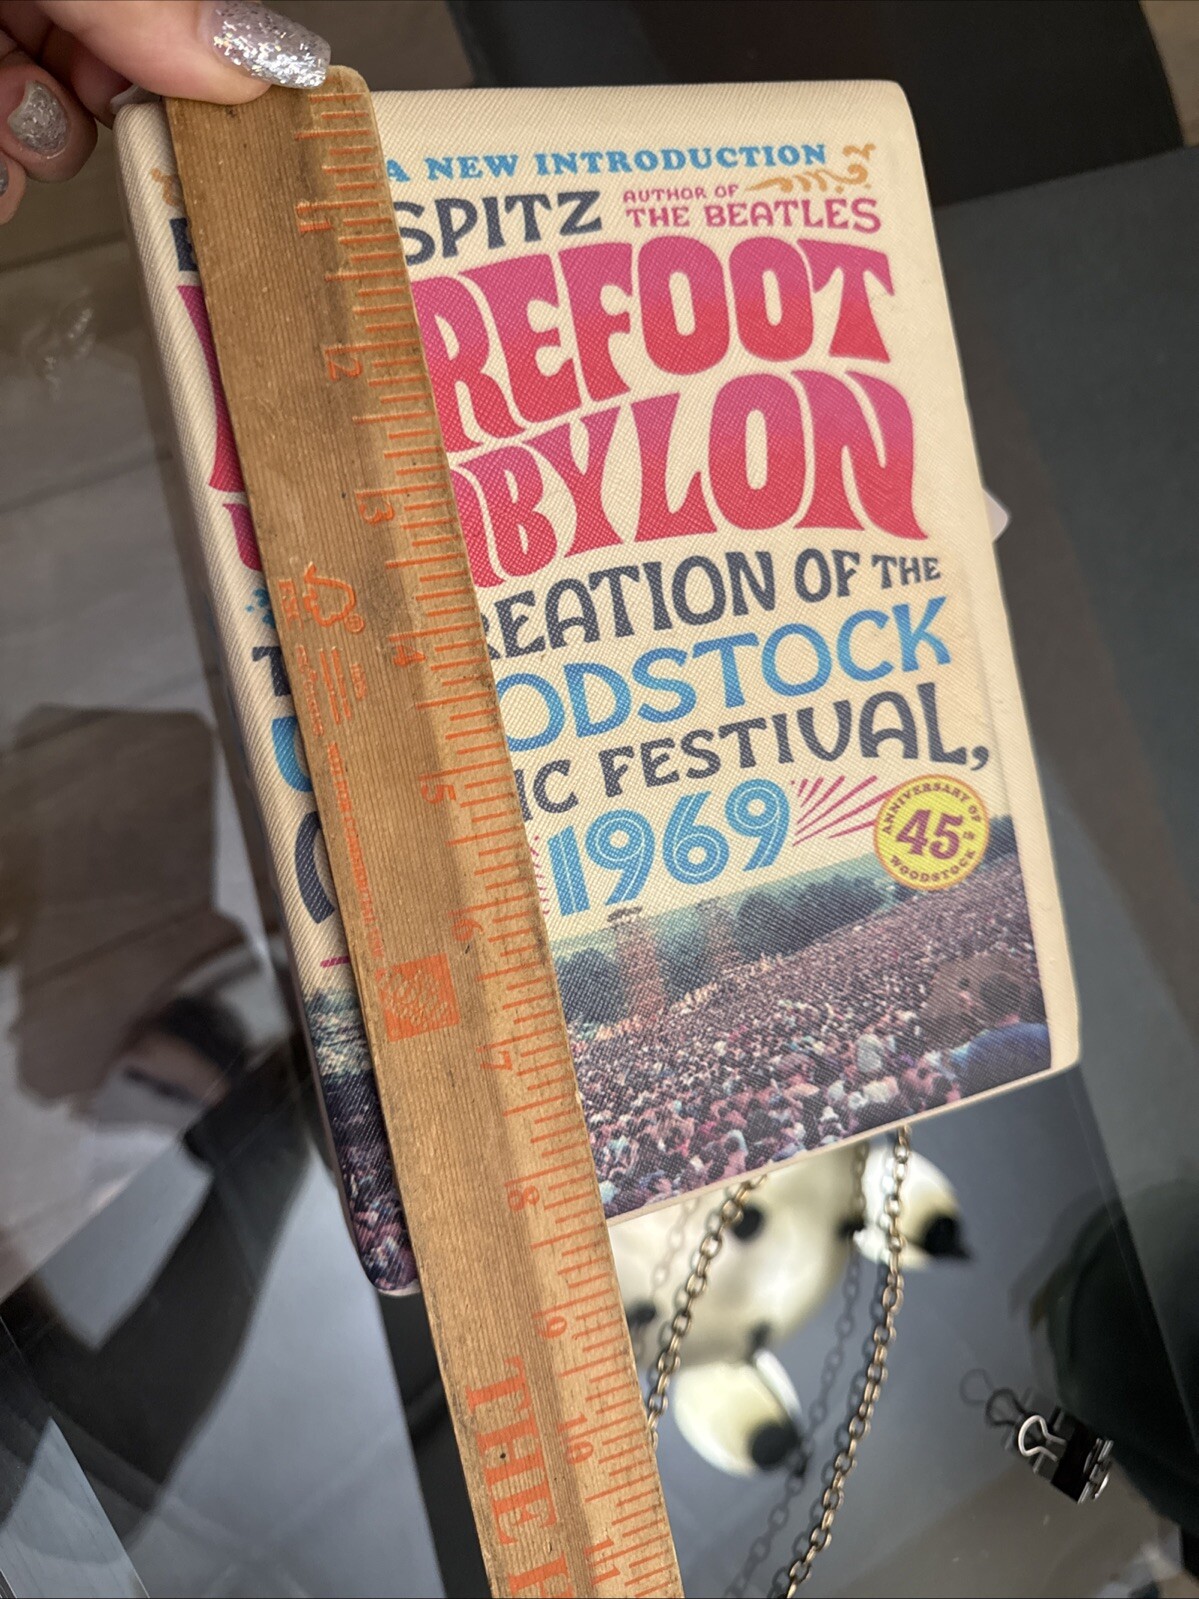 A NEW INTRODUCTION
SPITZ
AUTHOR OF
THE BEATLES
REFOOT
BYLON
REATION OF THE
ODSTOCK
IC FESTIVAL,
1969
ANNIVERSARY OF
45
WOODSTOCK
1
2
3
4
5
6
7
8
9
10
11
THE